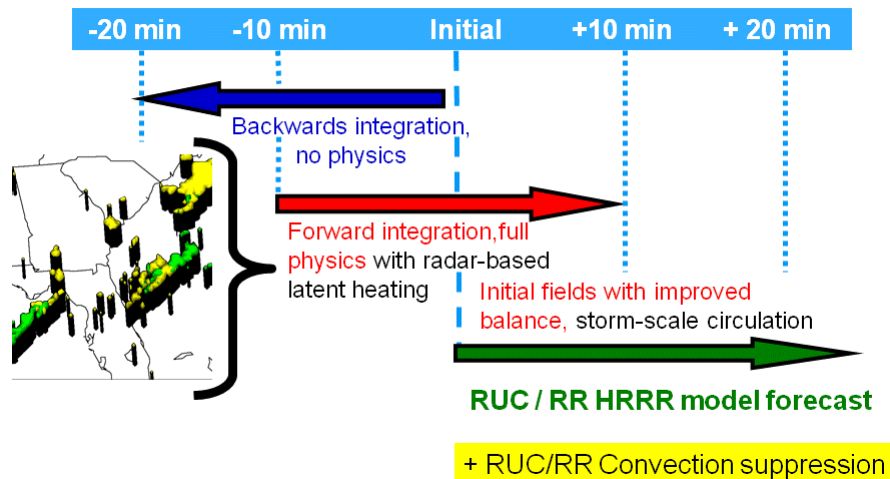 -20 min -10 min Initial +10 min + 20 min
Backwards integration,
no physics
Forward integration,full
physics with radar-based
latent heating
Initial fields with improved
balance, storm-scale circulation
RUC / RR HRRR model forecast
+ RUC/RR Convection suppression